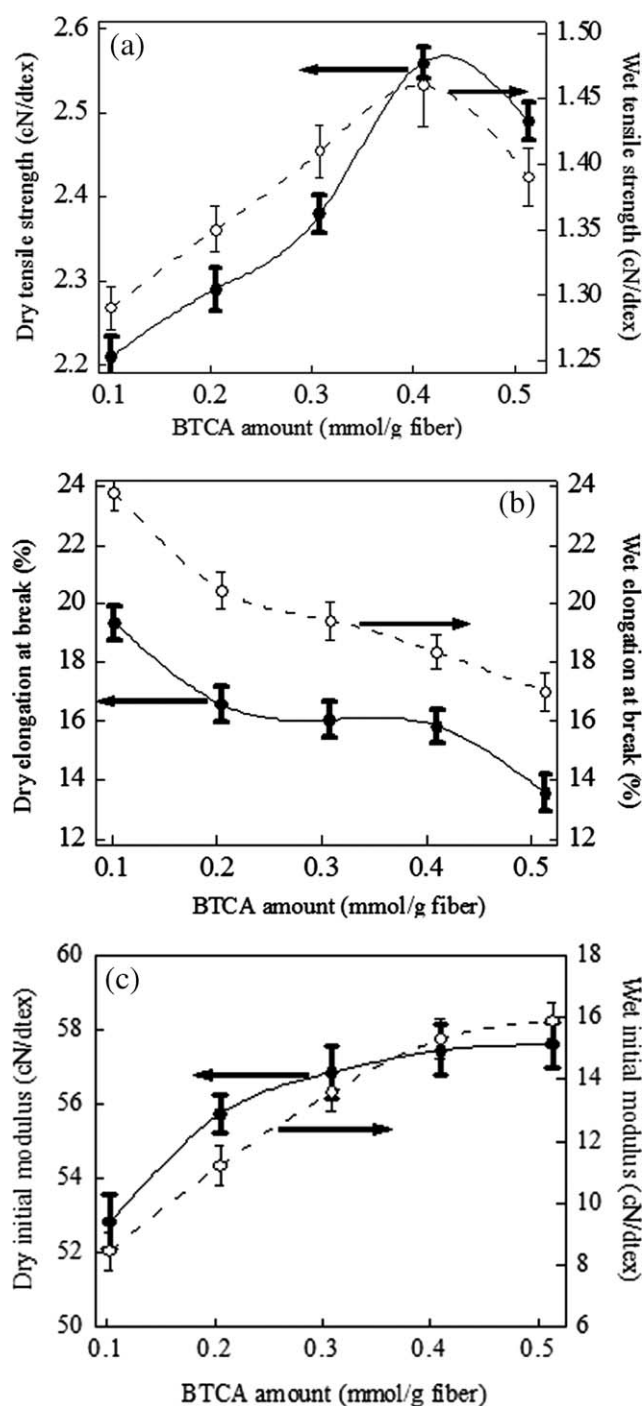 (a)
Dry tensile strength (cN/dtex)
2.6
2.5
2.4
2.3
2.2
Wet tensile strength (cN/dtex)
1.50
1.45
1.40
1.35
1.30
1.25
0.1 0.2 0.3 0.4 0.5
BTCA amount (mmol/g fiber)
(b)
Dry elongation at break (%)
24
22
20
18
16
14
12
Wet elongation at break (%)
24
22
20
18
16
14
12
0.1 0.2 0.3 0.4 0.5
BTCA amount (mmol/g fiber)
(c)
Dry initial modulus (cN/dtex)
60
58
56
54
52
50
Wet initial modulus (cN/dtex)
18
16
14
12
10
8
6
0.1 0.2 0.3 0.4 0.5
BTCA amount (mmol/g fiber)